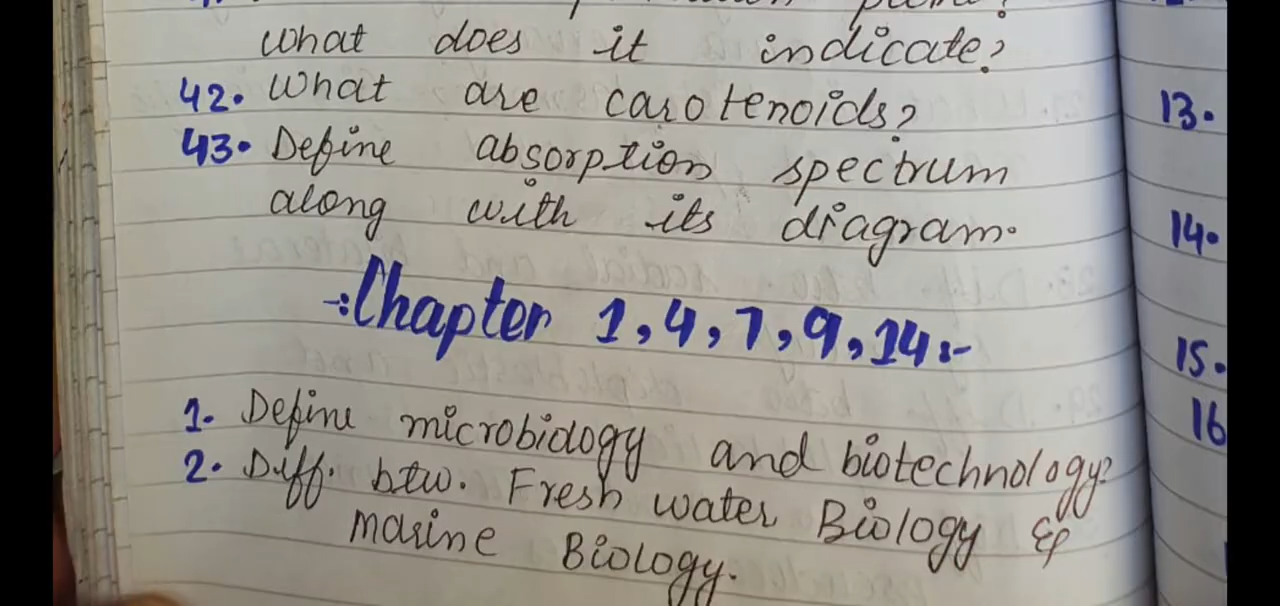 what does it indicate?
42. What are carotenoids?
43. Define absorption spectrum
along with its diagram.
-:Chapter 1,4,7,9,14:-
1. Define microbiology and biotechnology?
2. Diff. btw. Fresh water Biology &
Marine Biology.
13.
14.
15.
16